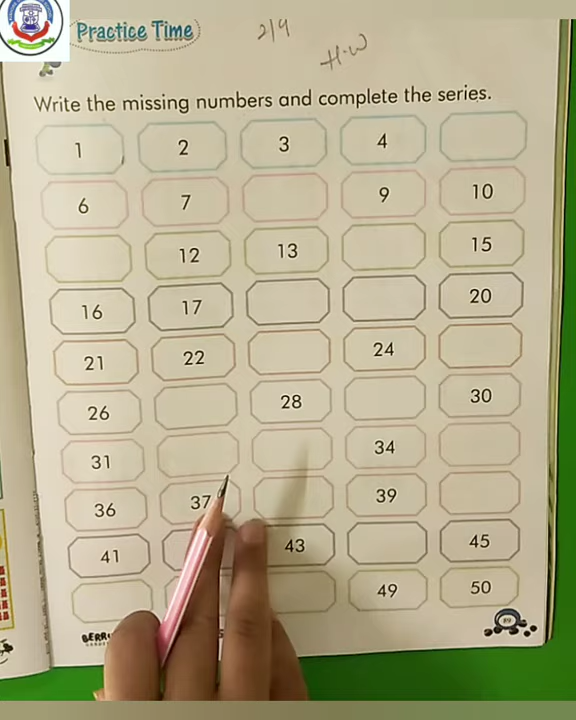 Practice Time
2/9
H.W
Write the missing numbers and complete the series.
1 2 3 4
6 7 9 10
12 13 15
16 17 20
21 22 24
26 28 30
31 34
36 37 39
41 43 45
49 50
89